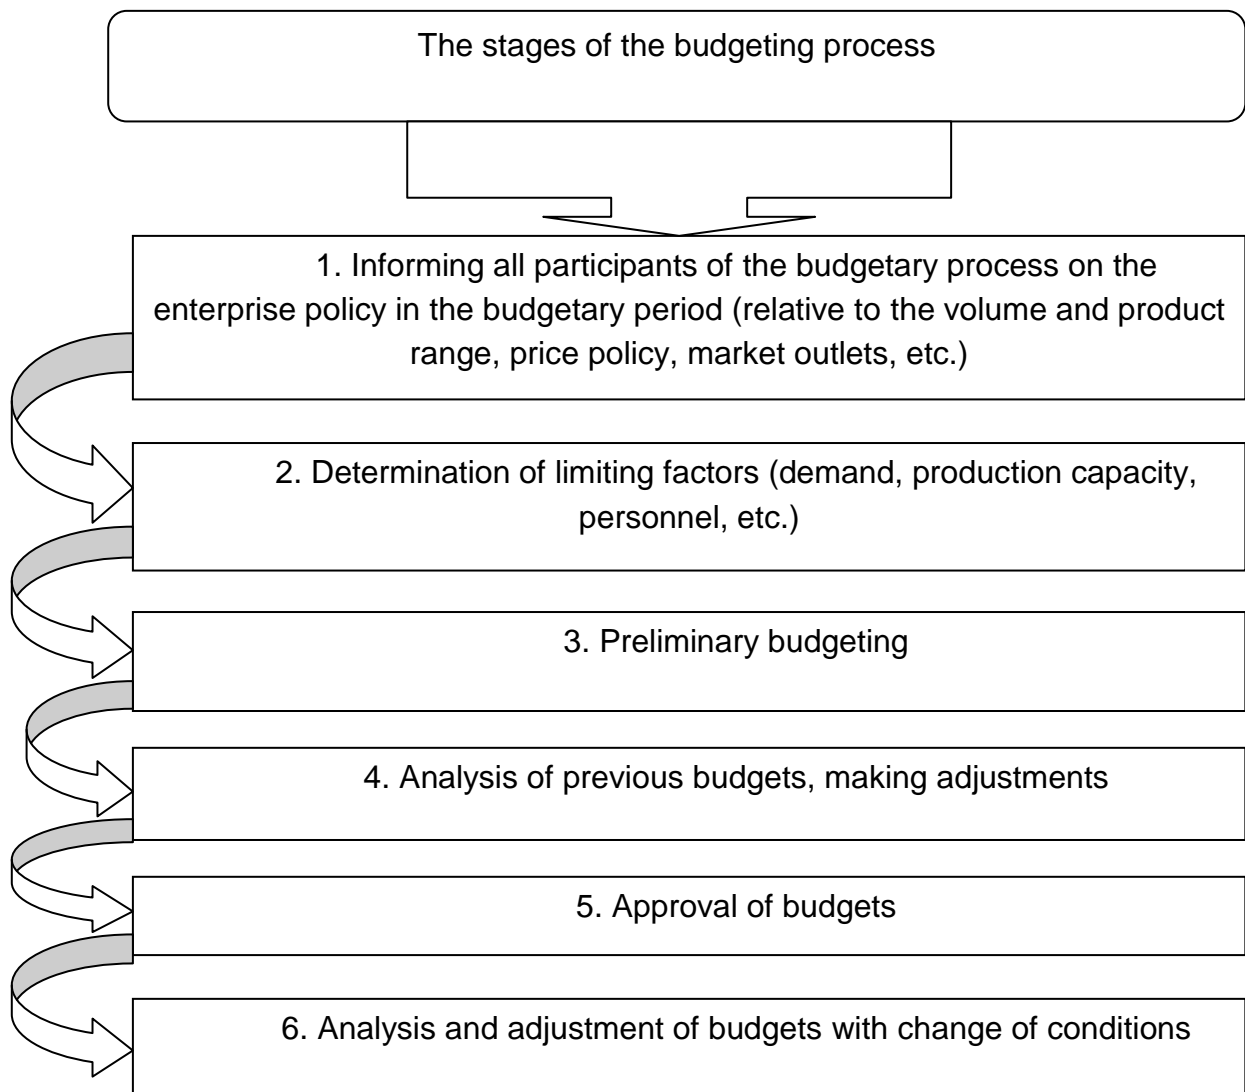 The stages of the budgeting process
1. Informing all participants of the budgetary process on the
enterprise policy in the budgetary period (relative to the volume and product
range, price policy, market outlets, etc.)
2. Determination of limiting factors (demand, production capacity,
personnel, etc.)
3. Preliminary budgeting
4. Analysis of previous budgets, making adjustments
5. Approval of budgets
6. Analysis and adjustment of budgets with change of conditions